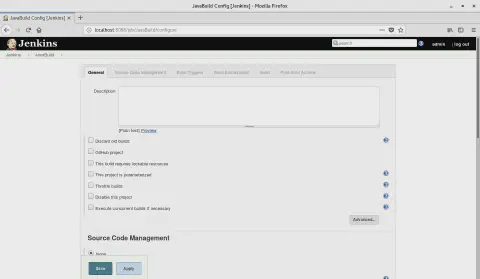 JavaBuild Config [Jenkins] - Mozilla Firefox
JavaBuild Config [Jenkins]
localhost:8080/job/JavaBuild/configure
Jenkins
search
admin
log out
Jenkins
JavaBuild
General
Source Code Management
Build Triggers
Build Environment
Build
Post-build Actions
Description
[Plain text] Preview
Discard old builds
GitHub project
This build requires lockable resources
This project is parameterized
Throttle builds
Disable this project
Execute concurrent builds if necessary
Advanced...
Source Code Management
None
Save
Apply